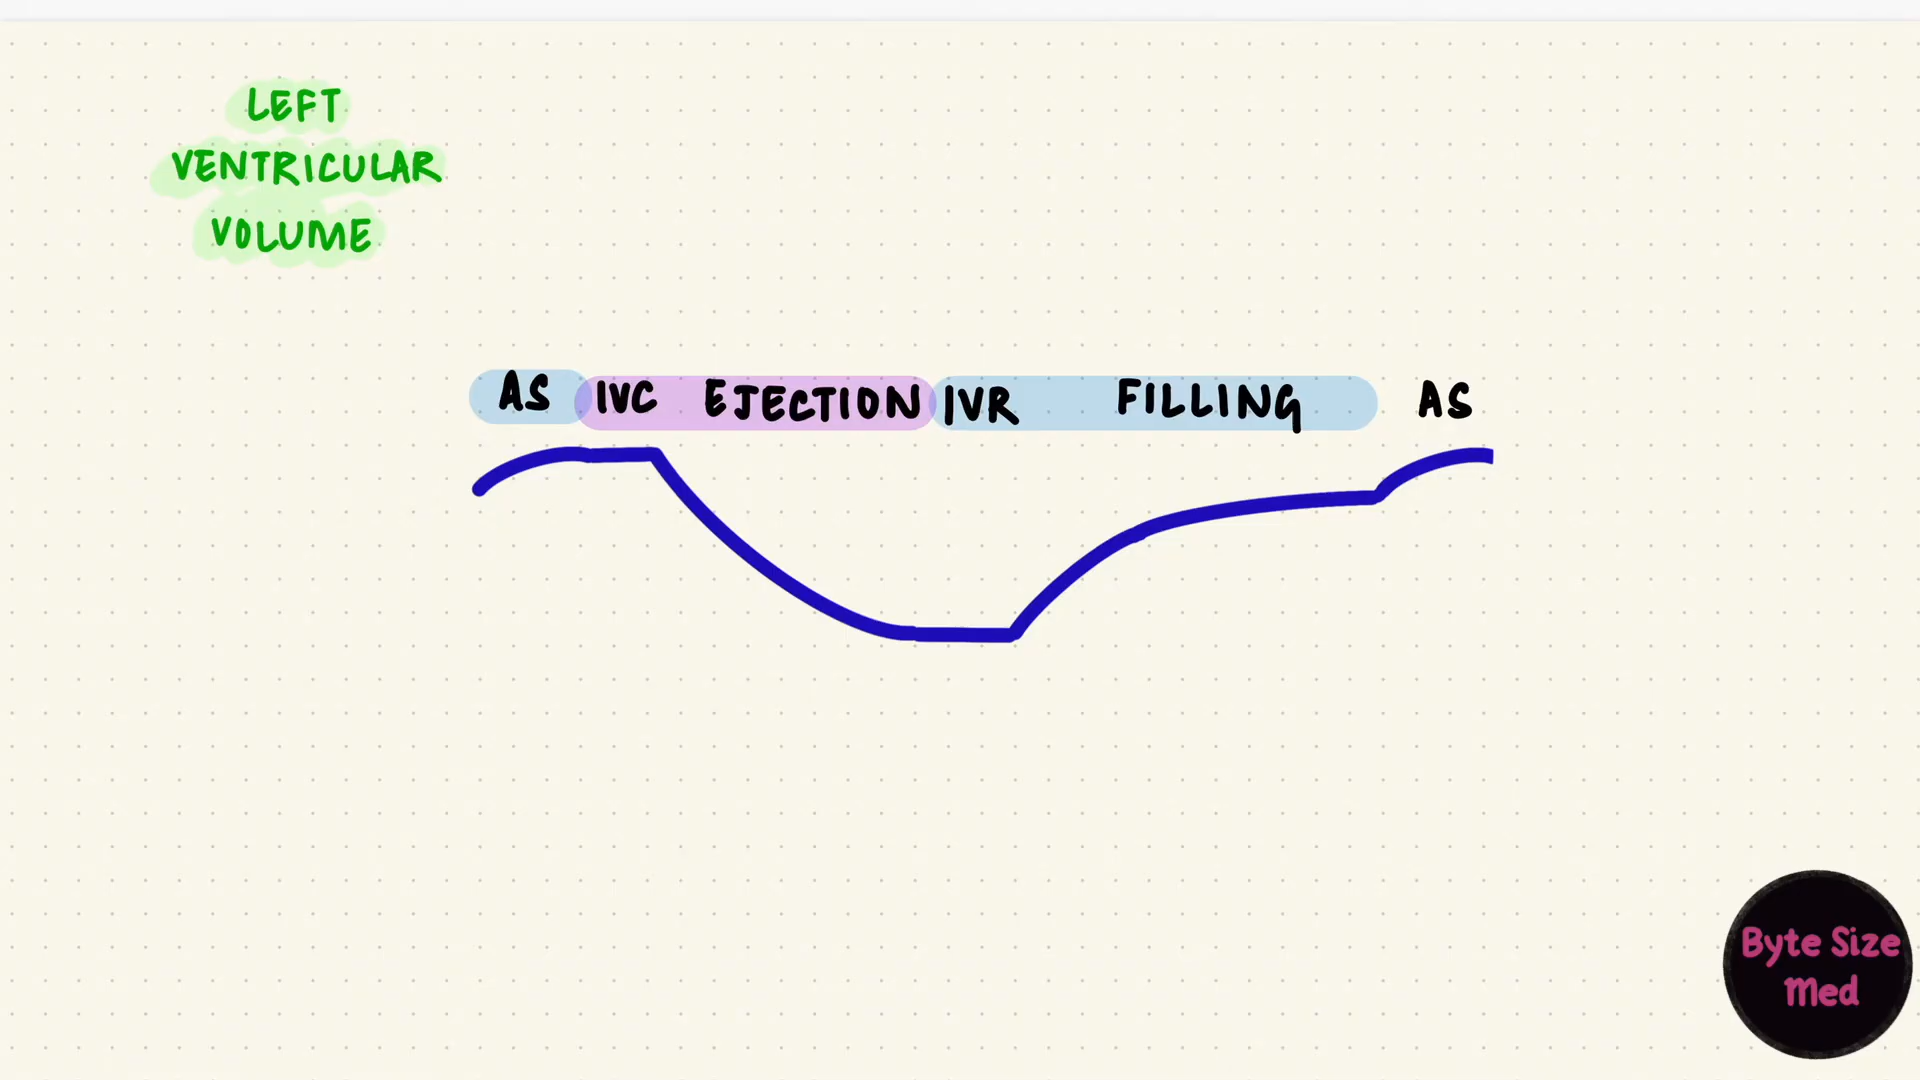 LEFT
VENTRICULAR
VOLUME
AS IVC EJECTION IVR FILLING AS
Byte Size
Med